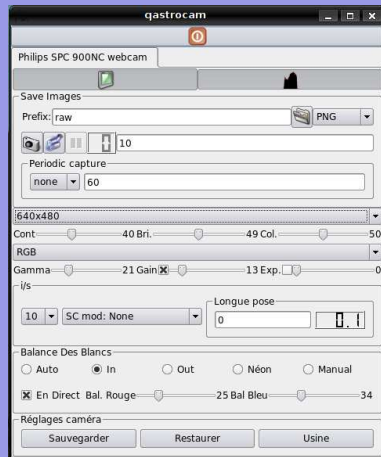 qastrocam
Philips SPC 900NC webcam
Save Images
Prefix: raw PNG
0 10
Periodic capture
none 60
640x480
Cont 40 Bri. 49 Col. 50
RGB
Gamma 21 Gain 13 Exp. 0
i/s
Longue pose
10 SC mod: None 0 0.1
Balance Des Blancs
Auto In Out Néon Manual
En Direct Bal. Rouge 25 Bal Bleu 34
Réglages caméra
Sauvegarder Restaurer Usine